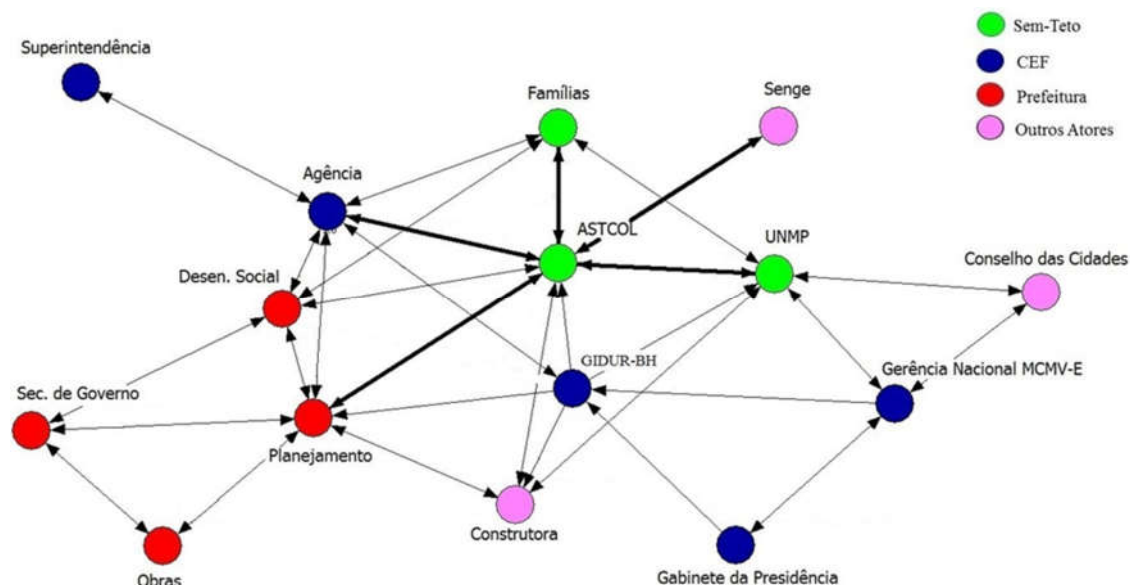 Superintendência
Sem-Teto
CEF
Prefeitura
Outros Atores
Famílias
Senge
Agência
ASTCOL
UNMP
Desen. Social
Conselho das Cidades
GIDUR-BH
Gerência Nacional MCMV-E
Sec. de Governo
Planejamento
Construtora
Obras
Gabinete da Presidência